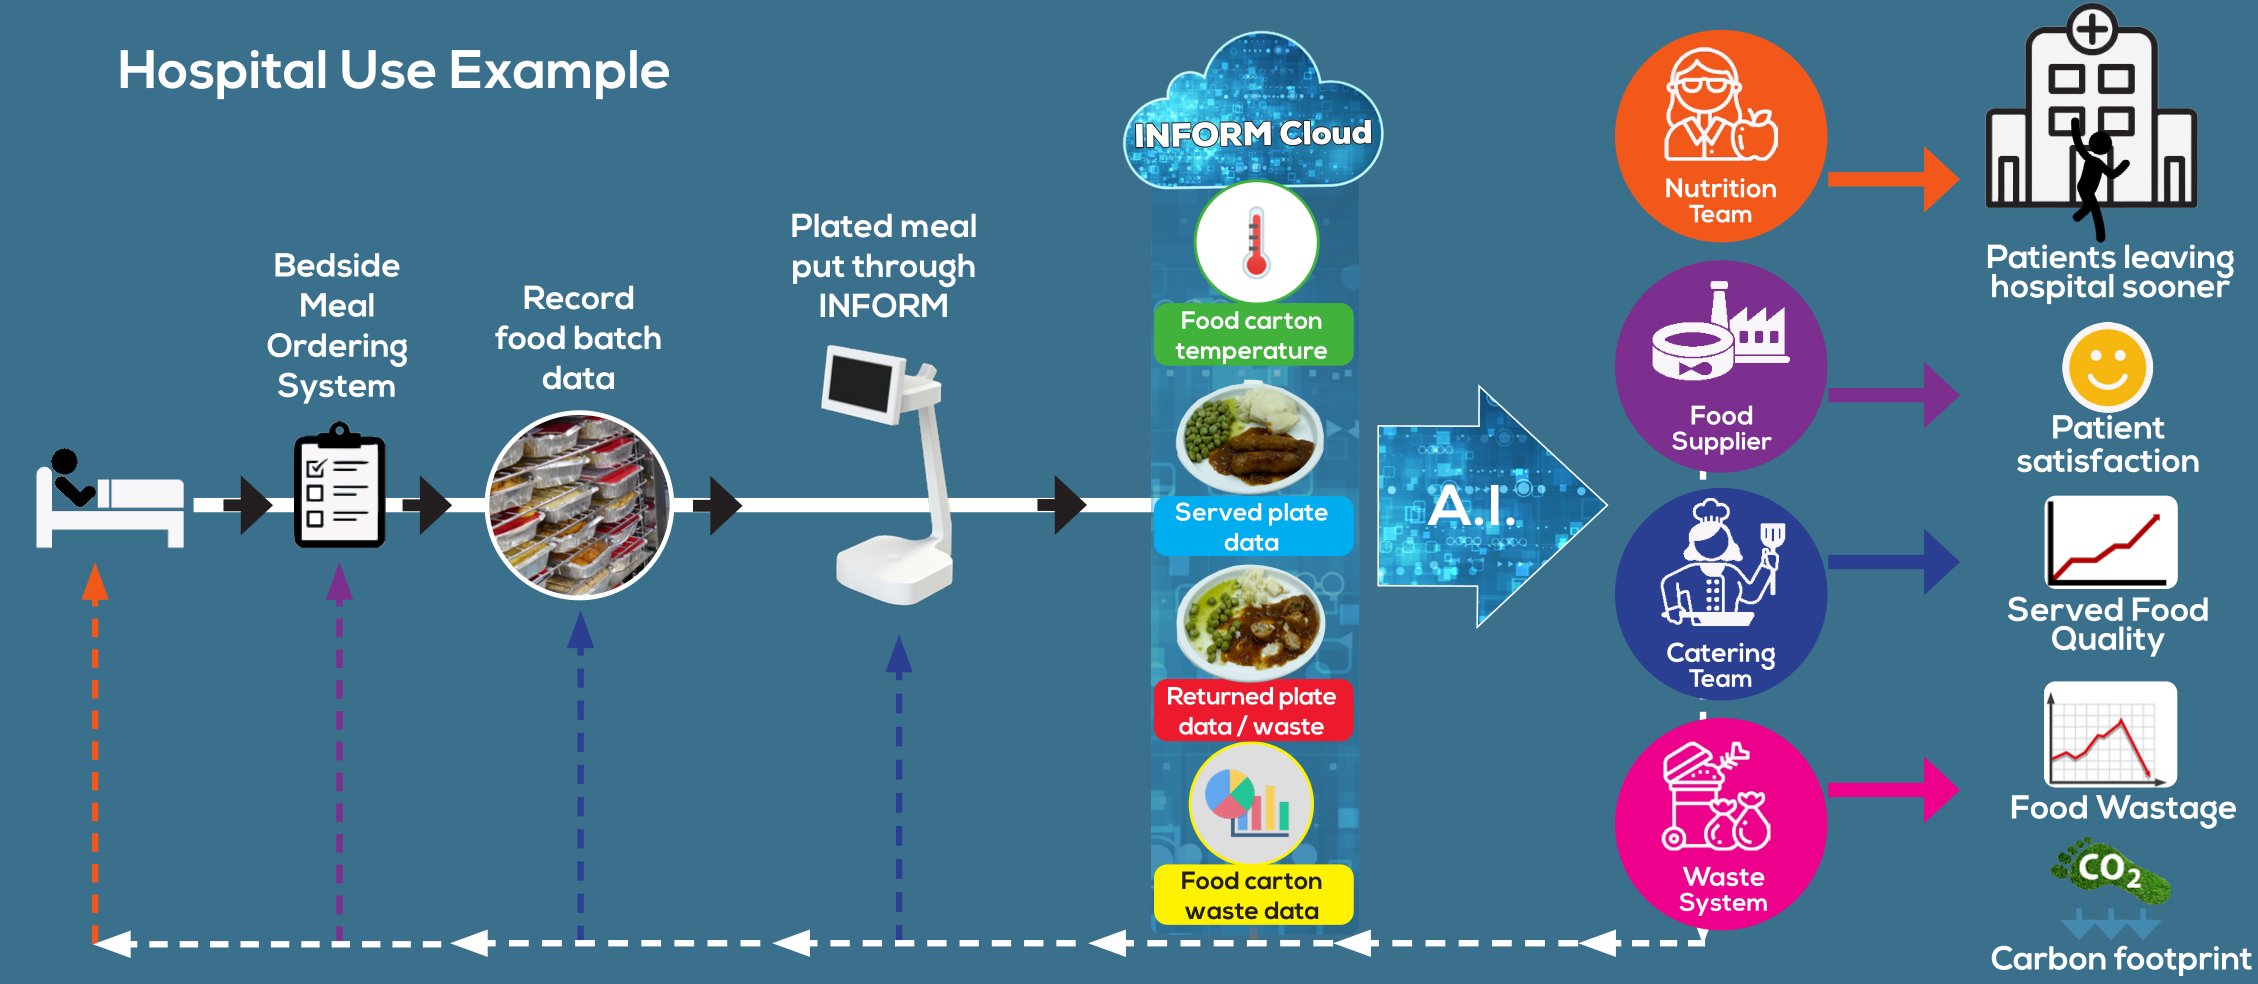 Hospital Use Example
Bedside
Meal
Ordering
System
Record
food batch
data
Plated meal
put through
INFORM
INFORM Cloud
Food carton
temperature
Served plate
data
Returned plate
data / waste
Food carton
waste data
A.I.
Nutrition
Team
Food
Supplier
Catering
Team
Waste
System
Patients leaving
hospital sooner
Patient
satisfaction
Served Food
Quality
Food Wastage
CO2
Carbon footprint